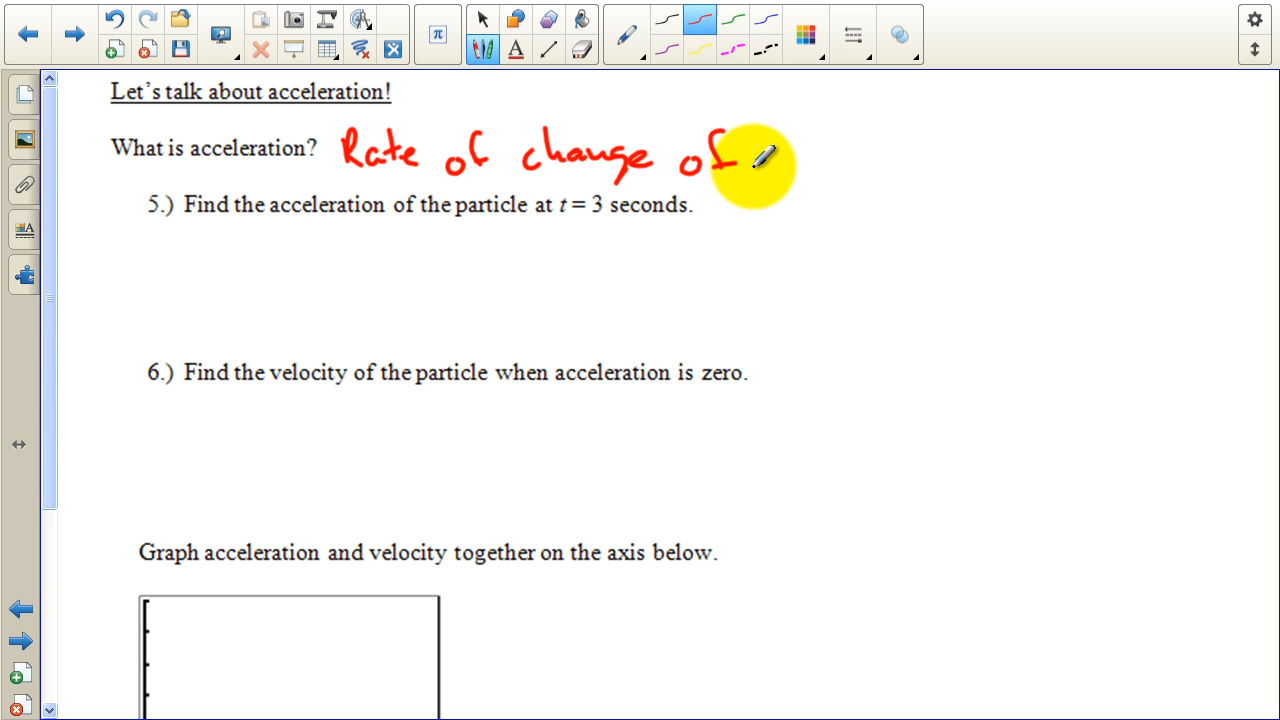 Let's talk about acceleration!
What is acceleration? Rate of change of
5.) Find the acceleration of the particle at t = 3 seconds.
6.) Find the velocity of the particle when acceleration is zero.
Graph acceleration and velocity together on the axis below.